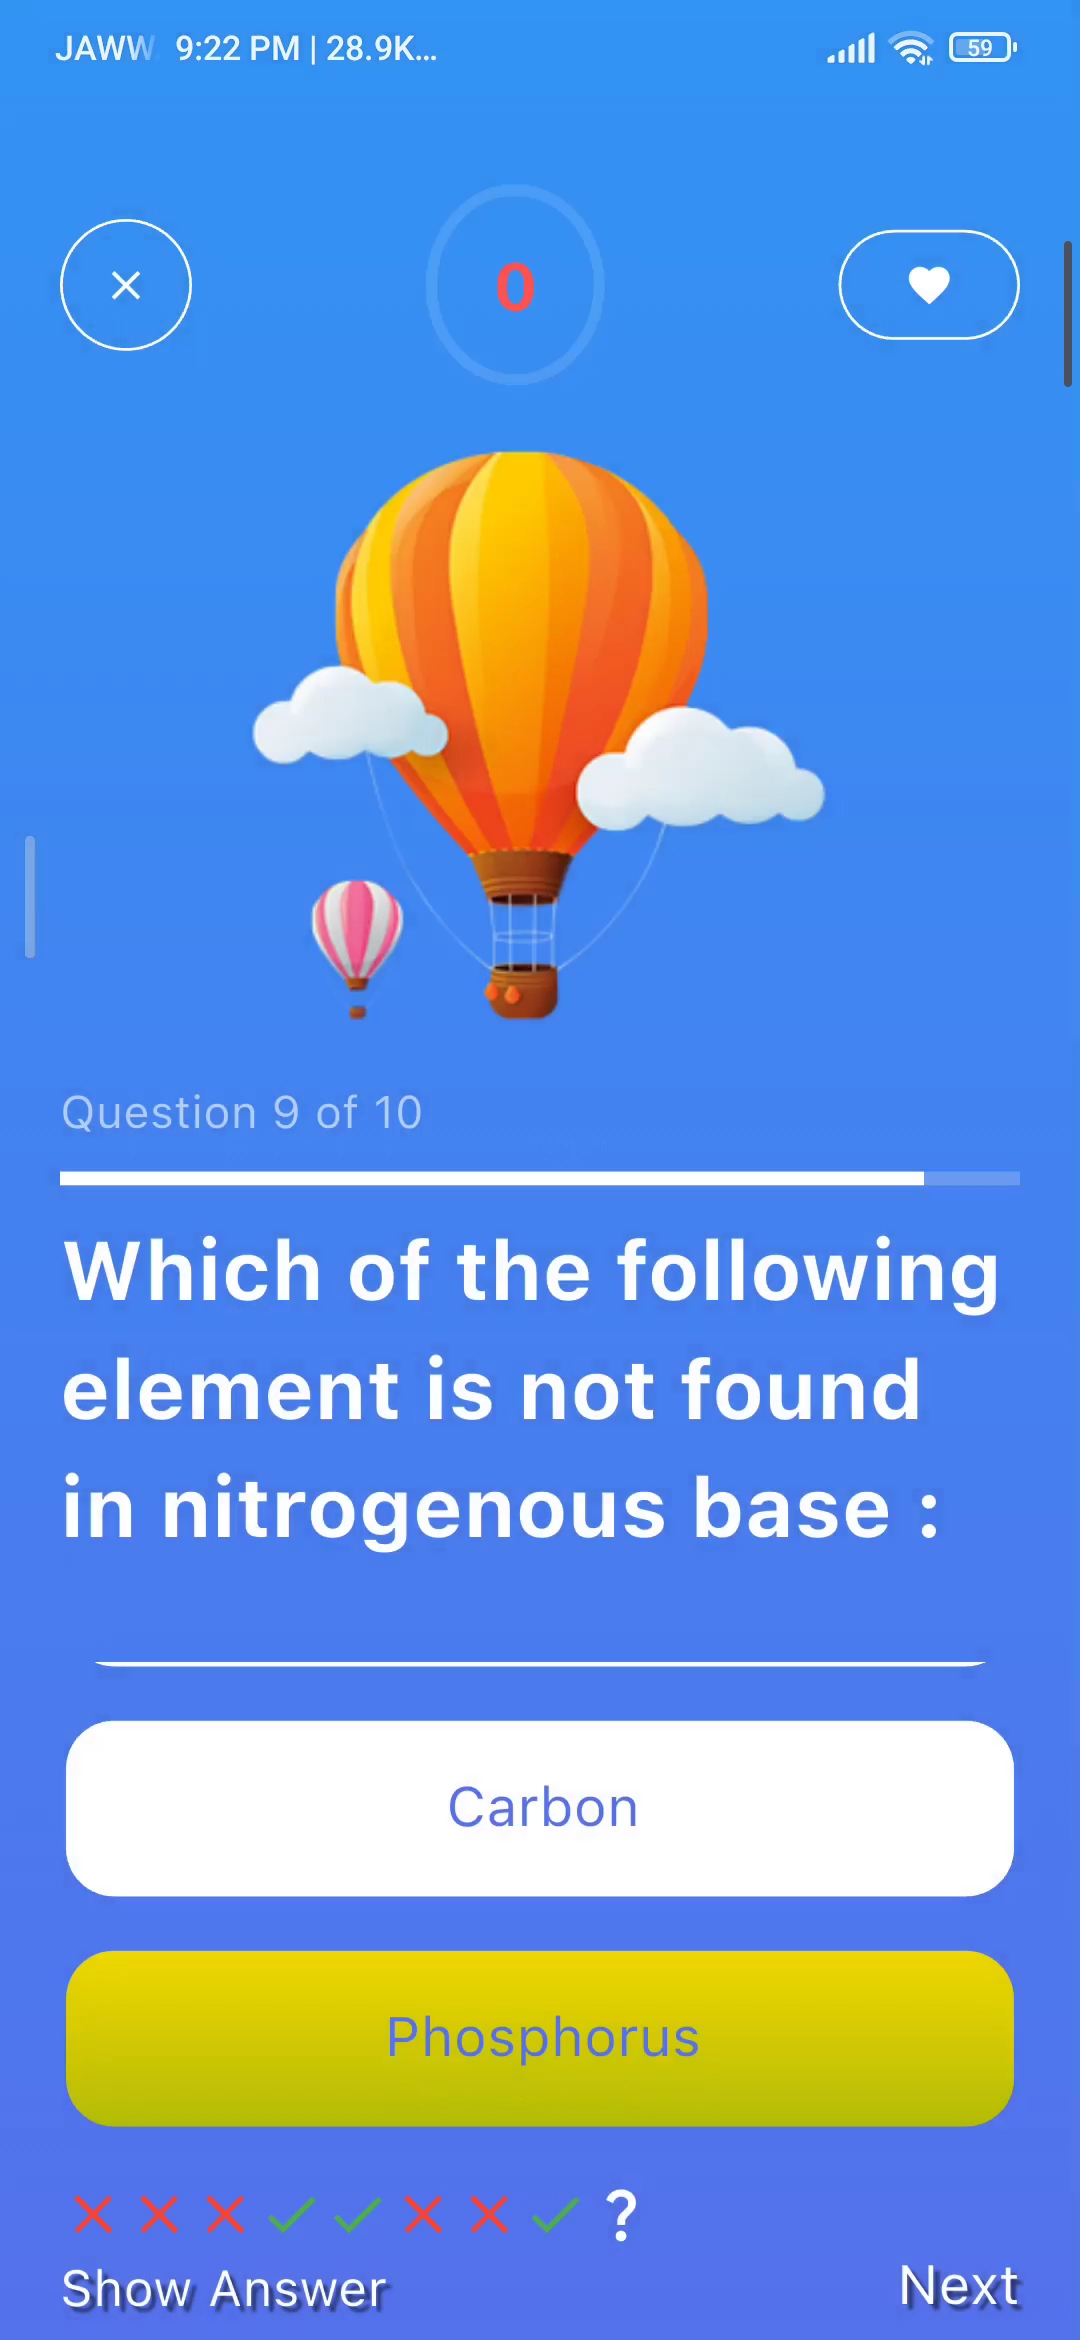 JAWW 9:22 PM | 28.9K...
59
0
Question 9 of 10
Which of the following
element is not found
in nitrogenous base :
Carbon
Phosphorus
?
Show Answer
Next